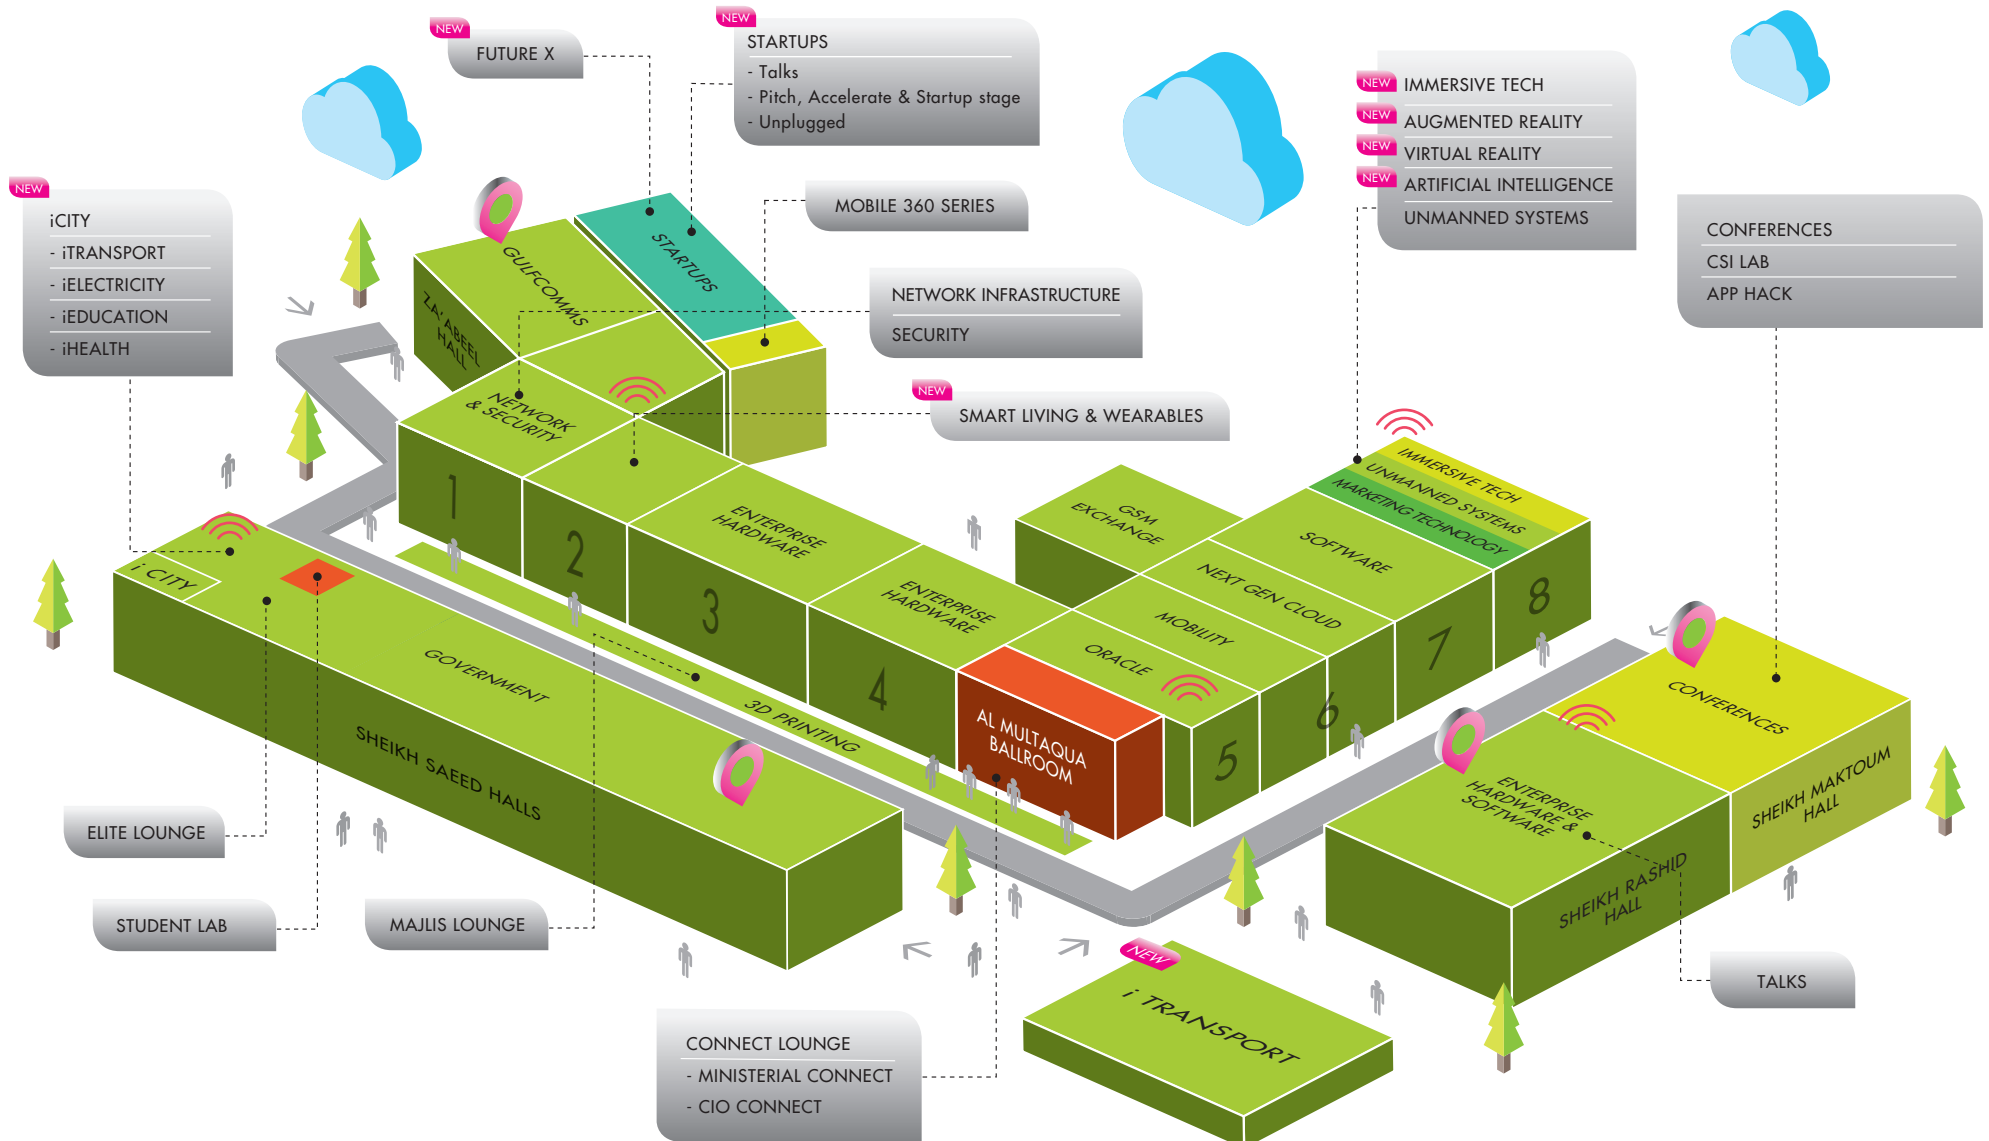 NEW
FUTURE X
NEW
STARTUPS
- Talks
- Pitch, Accelerate & Startup stage
- Unplugged
NEW
IMMERSIVE TECH
NEW
AUGMENTED REALITY
NEW
VIRTUAL REALITY
NEW
ARTIFICIAL INTELLIGENCE
UNMANNED SYSTEMS
NEW
iCITY
- iTRANSPORT
- iELECTRICITY
- iEDUCATION
- iHEALTH
MOBILE 360 SERIES
CONFERENCES
CSI LAB
APP HACK
NETWORK INFRASTRUCTURE
SECURITY
NEW
SMART LIVING & WEARABLES
GULFCOMMS
STARTUPS
ZA'ABEEL
HALL
NETWORK
& SECURITY
1
2
3
4
ENTERPRISE
HARDWARE
ENTERPRISE
HARDWARE
GSM
EXCHANGE
IMMERSIVE TECH
UNMANNED SYSTEMS
MARKETING TECHNOLOGY
SOFTWARE
NEXT GEN CLOUD
MOBILITY
ORACLE
5
6
7
8
AL MULTAQUA
BALLROOM
i CITY
GOVERNMENT
SHEIKH SAEED HALLS
3D PRINTING
CONFERENCES
SHEIKH MAKTOUM
HALL
ENTERPRISE
HARDWARE &
SOFTWARE
SHEIKH RASHID
HALL
ELITE LOUNGE
STUDENT LAB
MAJLIS LOUNGE
TALKS
NEW
i TRANSPORT
CONNECT LOUNGE
- MINISTERIAL CONNECT
- CIO CONNECT